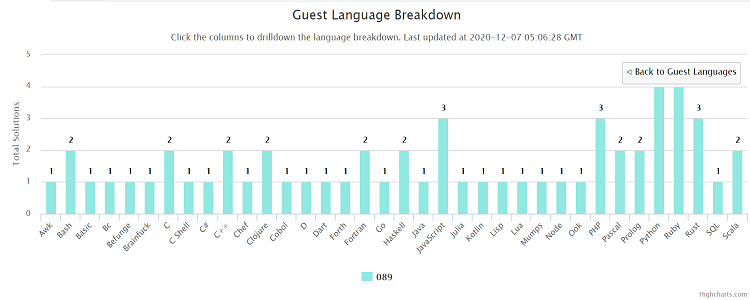 Guest Language Breakdown
Click the columns to drilldown the language breakdown. Last updated at 2020-12-07 05:06:28 GMT
◁ Back to Guest Languages
Total Solutions
5
4
3
2
1
0
1 2 1 1 1 1 2 1 1 2 1 2 1 1 1 1 2 1 2 1 3 1 1 1 1 1 1 1 3 2 2 3 1 2
Awk Bash Basic Bc Befunge Brainfuck C C Shell C# C++ Chef Clojure Cobol D Dart Forth Fortran Go Haskell Java JavaScript Julia Kotlin Lisp Lua Mumps Node Ook PHP Pascal Prolog Python Ruby Rust SQL Scala
089
Highcharts.com